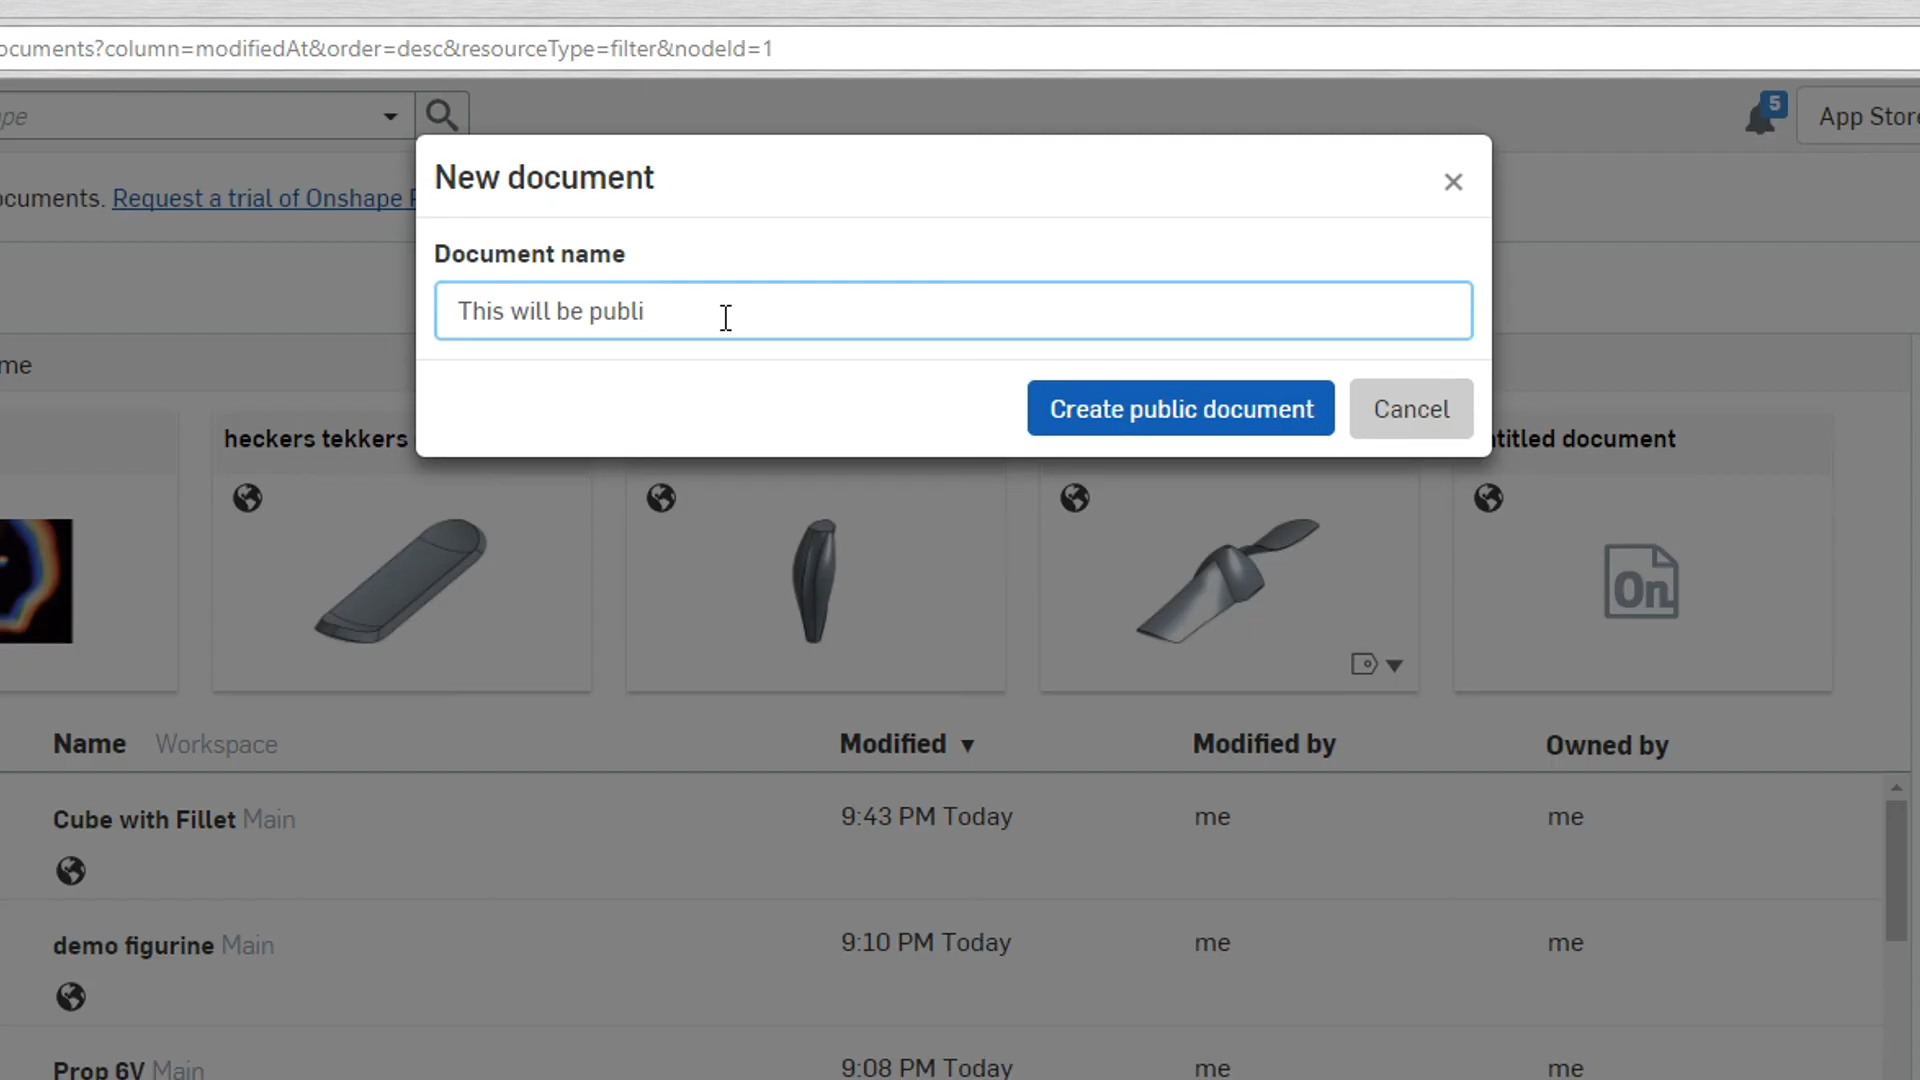 ocuments?column=modifiedAt&order=desc&resourceType=filter&nodeId=1
pe
5
App Store
New document
ocuments. Request a trial of Onshape
Document name
This will be publi
me
Create public document
Cancel
heckers tekkers
ntitled document
On
Name Workspace
Modified
Modified by
Owned by
Cube with Fillet Main
9:43 PM Today
me
me
demo figurine Main
9:10 PM Today
me
me
Prop 6V Main
9:08 PM Today
me
me